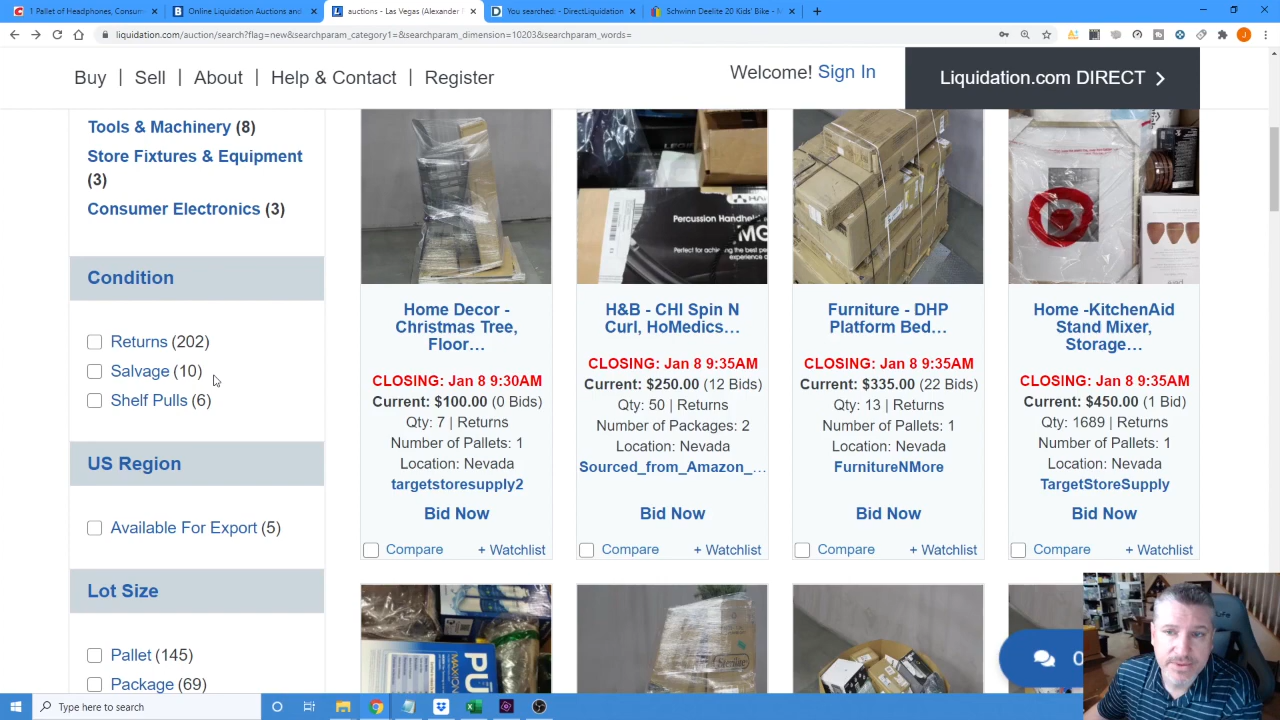 1 Pallet of Headphones, Consum
Online Liquidation Auctions and
auctions - Las Vegas (Alexander F
You searched: - DirectLiquidation
Schwinn Deelite 20 Kids' Bike - M
liquidation.com/auction/search?flag=new&searchparam_category1=&searchparam_dimension=10203&searchparam_words=
Buy | Sell | About | Help & Contact | Register
Welcome! Sign In
Liquidation.com DIRECT
Tools & Machinery (8)
Store Fixtures & Equipment
(3)
Consumer Electronics (3)
Condition
Returns (202)
Salvage (10)
Shelf Pulls (6)
US Region
Available For Export (5)
Lot Size
Pallet (145)
Package (69)
Home Decor -
Christmas Tree,
Floor...
CLOSING: Jan 8 9:30AM
Current: $100.00 (0 Bids)
Qty: 7 | Returns
Number of Pallets: 1
Location: Nevada
targetstoresupply2
Bid Now
Compare
+ Watchlist
Percussion Handheld
MG
Perfect for achieving the best pe
experience
H&B - CHI Spin N
Curl, HoMedics...
CLOSING: Jan 8 9:35AM
Current: $250.00 (12 Bids)
Qty: 50 | Returns
Number of Packages: 2
Location: Nevada
Sourced_from_Amazon_...
Bid Now
Compare
+ Watchlist
Furniture - DHP
Platform Bed...
CLOSING: Jan 8 9:35AM
Current: $335.00 (22 Bids)
Qty: 13 | Returns
Number of Pallets: 1
Location: Nevada
FurnitureNMore
Bid Now
Compare
+ Watchlist
Home -KitchenAid
Stand Mixer,
Storage...
CLOSING: Jan 8 9:35AM
Current: $450.00 (1 Bid)
Qty: 1689 | Returns
Number of Pallets: 1
Location: Nevada
TargetStoreSupply
Bid Now
Compare
+ Watchlist
Type here to search